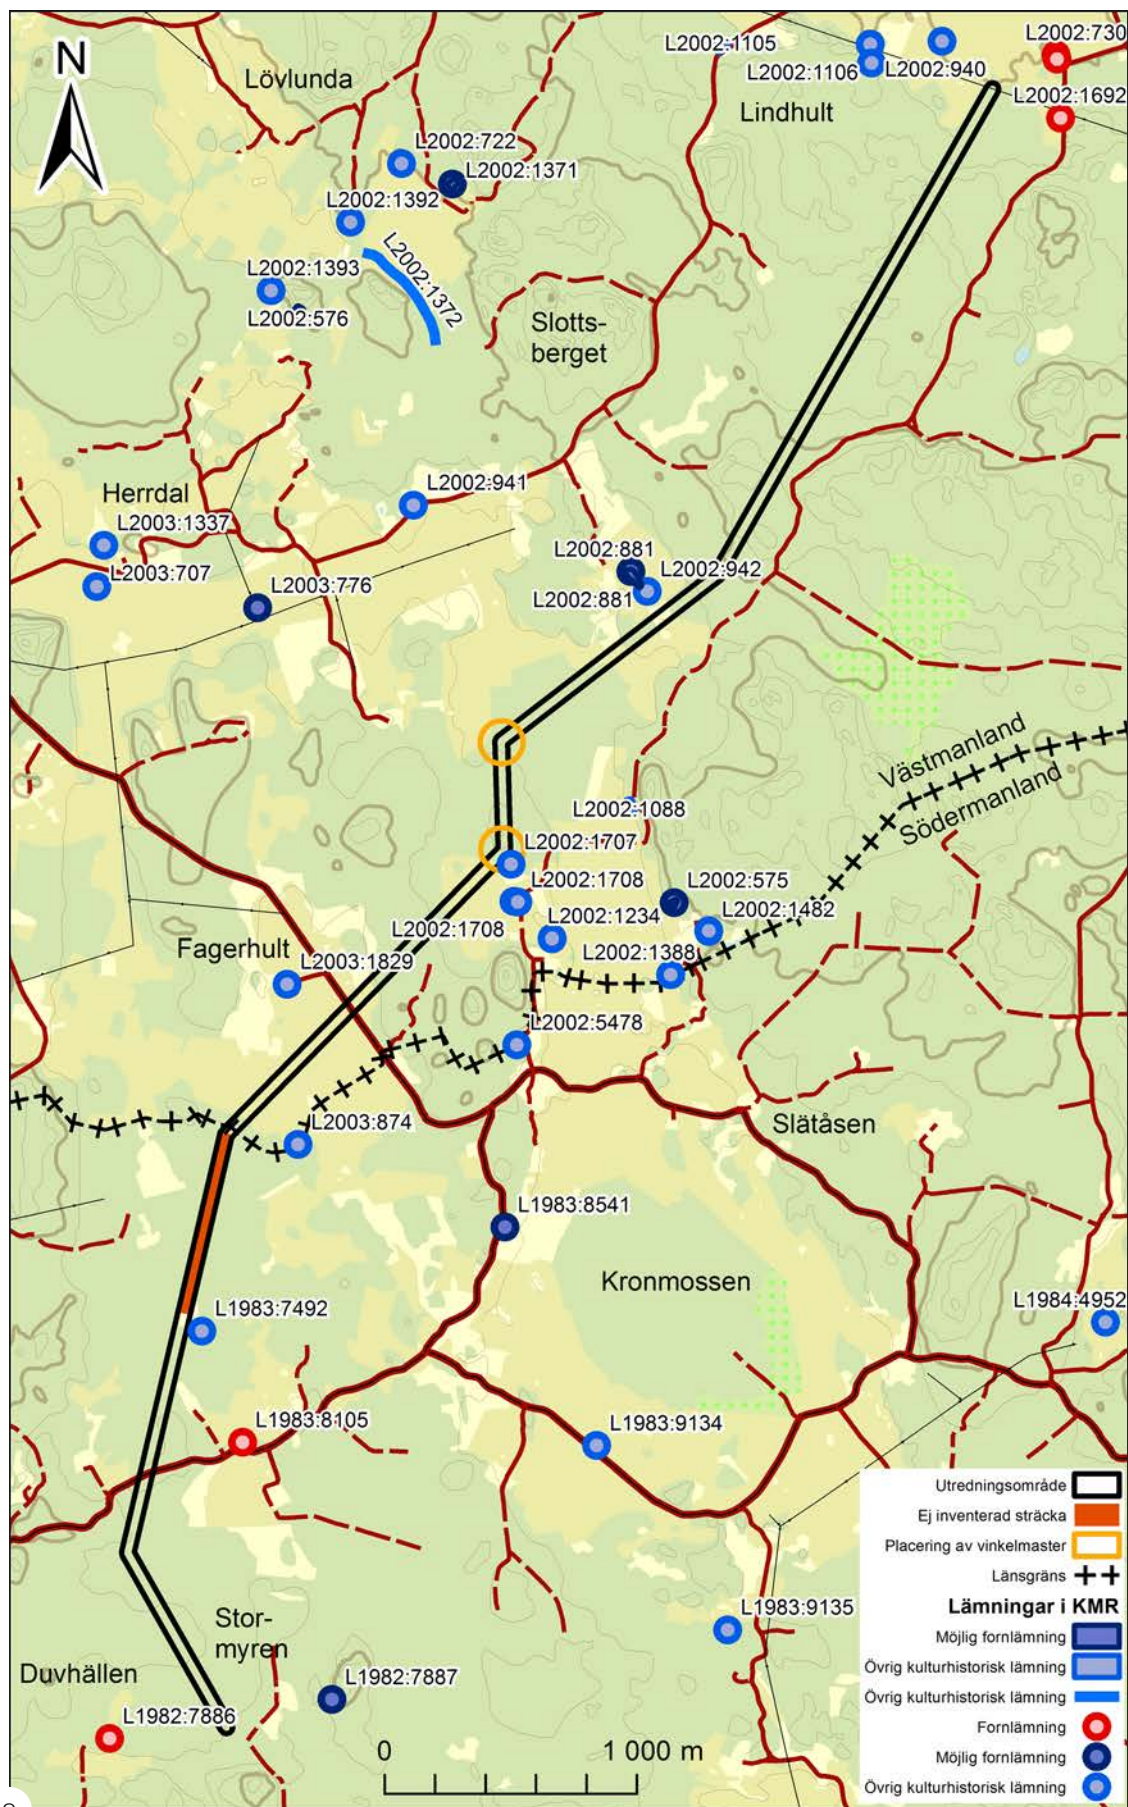 L2002:730
L2002:1105
L2002:1106
L2002:940
N
Lövlunda
L2002:1692
Lindhult
L2002:722
L2002:1371
L2002:1392
L2002:1372
L2002:1393
L2002:576
Slotts-
berget
L2002:941
Herrdal
L2003:1337
L2002:881
L2002:942
L2003:707
L2003:776
L2002:881
Västmanland
Södermanland
L2002:1088
L2002:1707
L2002:1708
L2002:575
L2002:1234
L2002:1482
L2002:1708
L2002:1388
Fagerhult
L2003:1829
L2002:5478
L2003:874
Slätåsen
L1983:8541
Kronmossen
L1983:7492
L1984:4952
L1983:8105
L1983:9134
Stor-
myren
L1983:9135
Duvhällen
L1982:7887
L1982:7886
0 1 000 m
Utredningsområde
Ej inventerad sträcka
Placering av vinkelmaster
Länsgräns
Lämningar i KMR
Möjlig fornlämning
Övrig kulturhistorisk lämning
Övrig kulturhistorisk lämning
Fornlämning
Möjlig fornlämning
Övrig kulturhistorisk lämning